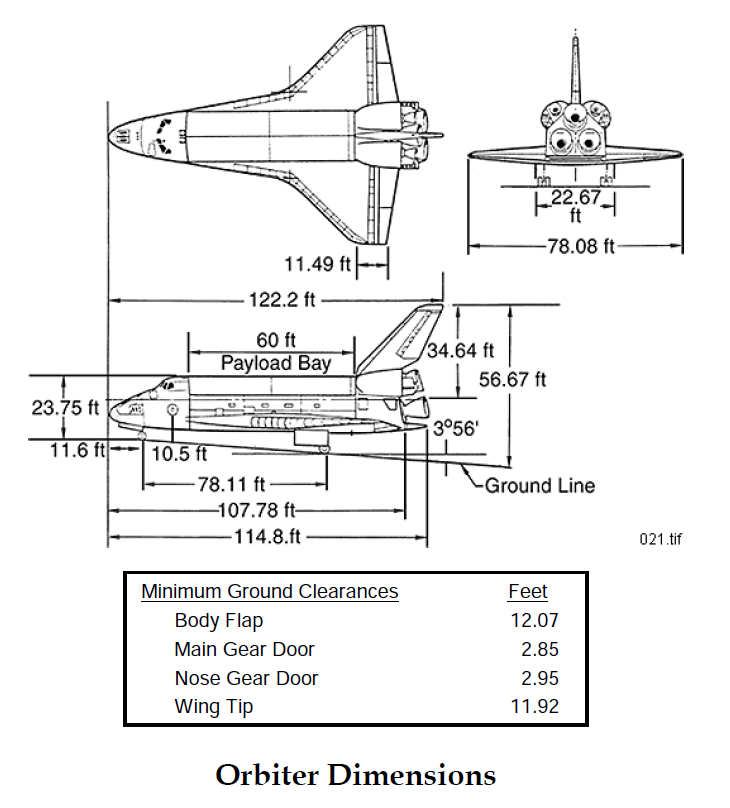 22.67
ft
78.08 ft
11.49 ft
122.2 ft
60 ft
Payload Bay
34.64 ft
56.67 ft
23.75 ft
3°56'
11.6 ft
10.5 ft
78.11 ft
Ground Line
107.78 ft
114.8.ft
021.tif
Minimum Ground Clearances Feet
Body Flap 12.07
Main Gear Door 2.85
Nose Gear Door 2.95
Wing Tip 11.92
Orbiter Dimensions